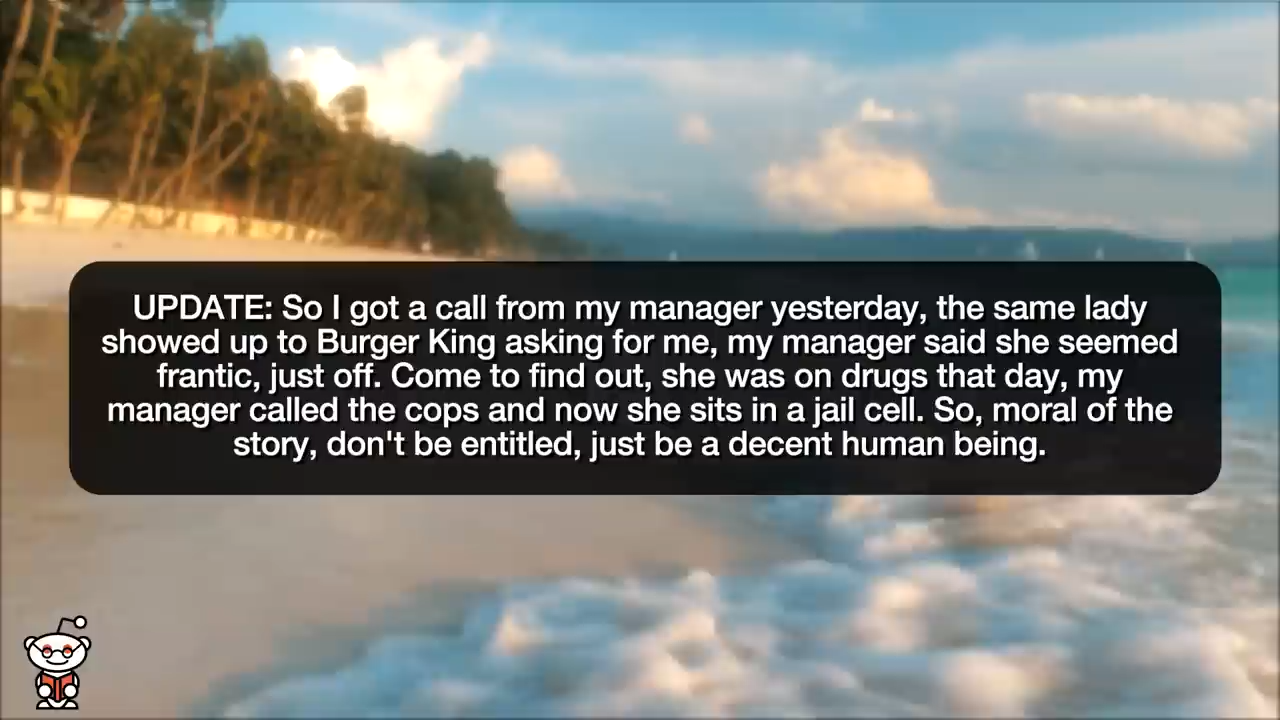 UPDATE: So I got a call from my manager yesterday, the same lady
showed up to Burger King asking for me, my manager said she seemed
frantic, just off. Come to find out, she was on drugs that day, my
manager called the cops and now she sits in a jail cell. So, moral of the
story, don't be entitled, just be a decent human being.